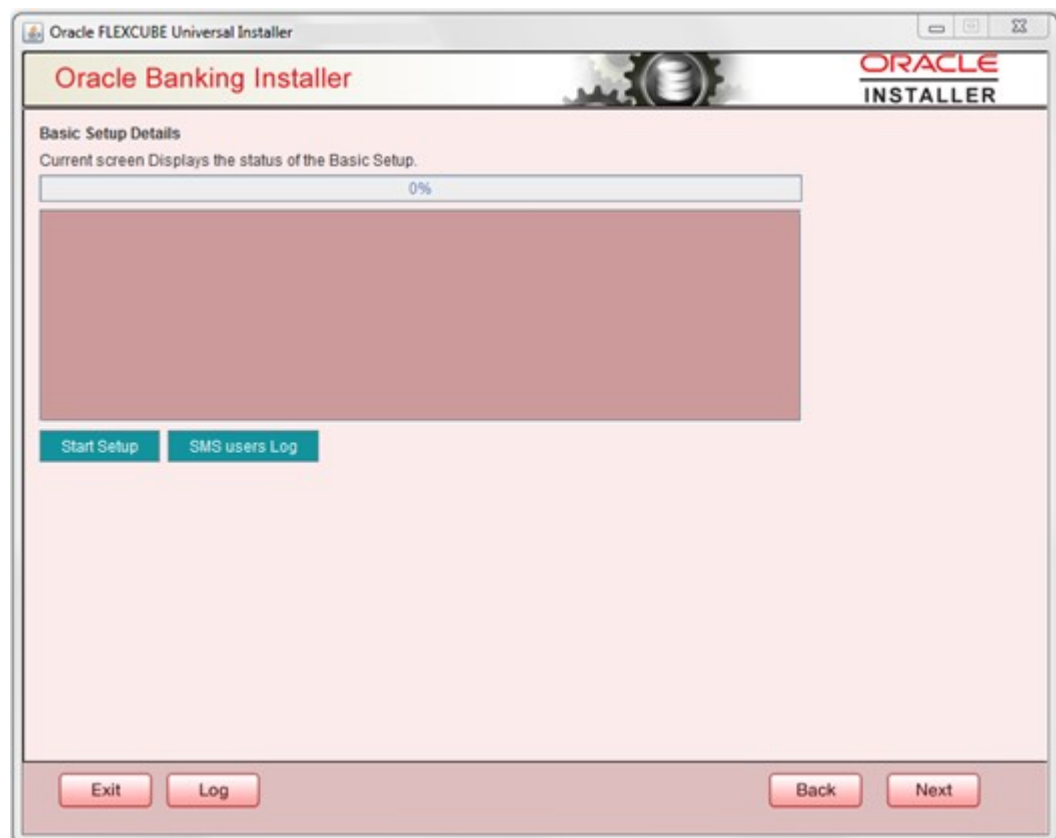 Oracle FLEXCUBE Universal Installer
Oracle Banking Installer
ORACLE
INSTALLER
Basic Setup Details
Current screen Displays the status of the Basic Setup.
0%
Start Setup
SMS users Log
Exit
Log
Back
Next